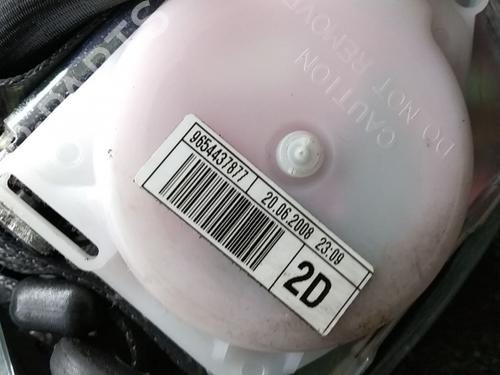 CAUTION
DO NOT REMOVE
9654437877 20.06.2008 23:09
2D